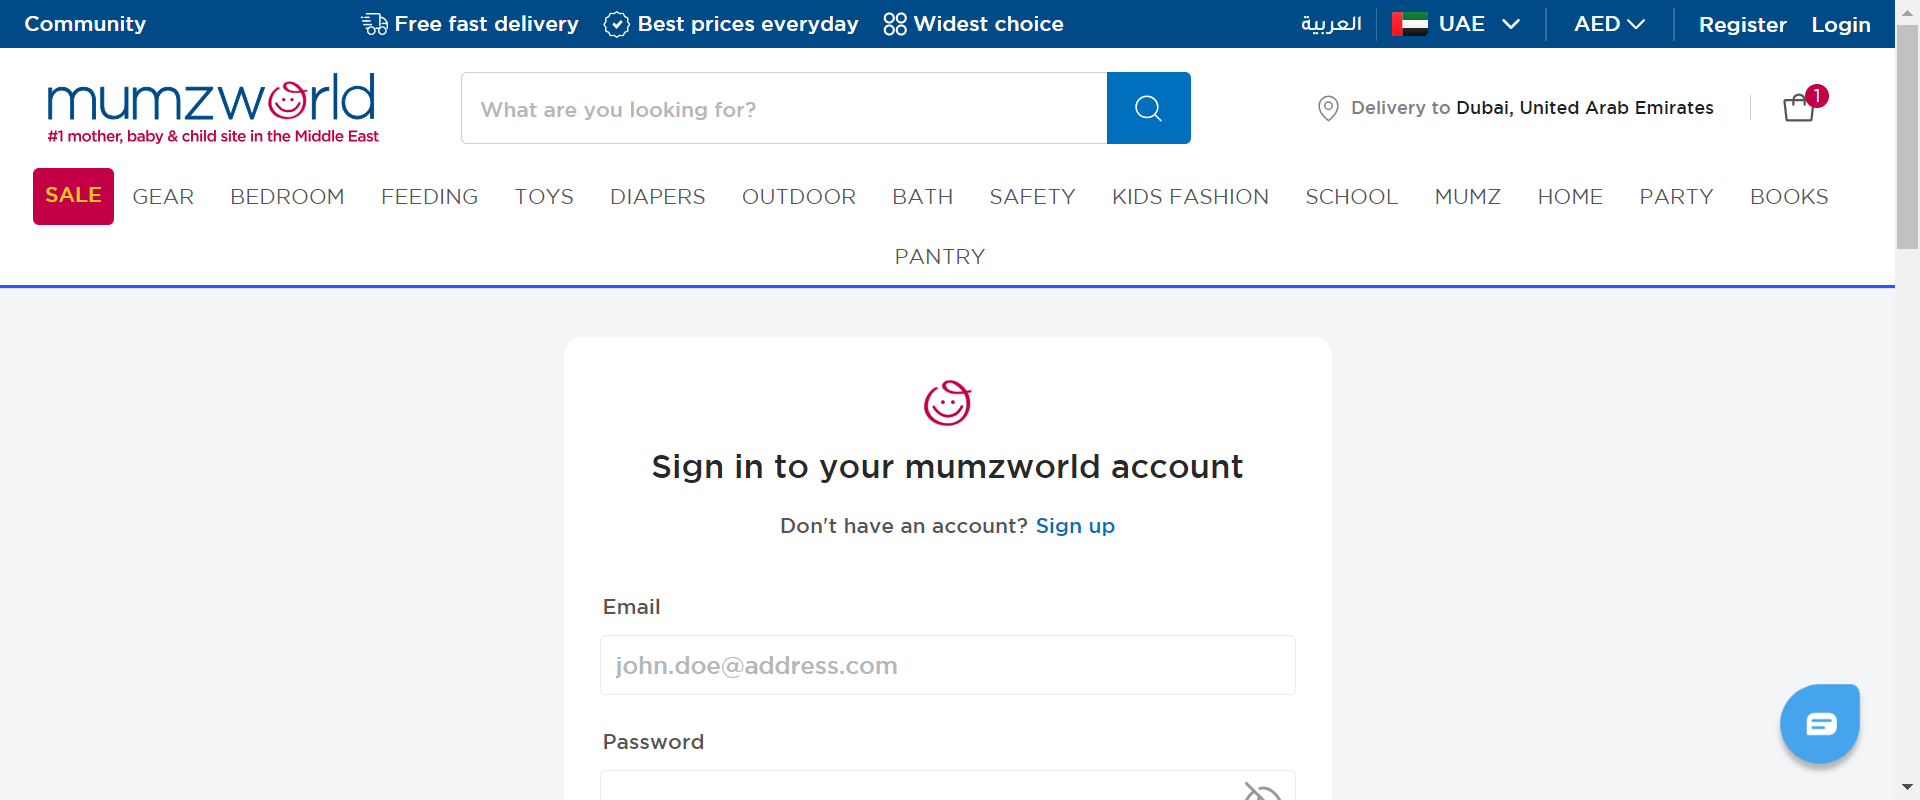 Community
Free fast delivery
Best prices everyday
Widest choice
العربية
UAE
AED
Register
Login
mumzworld
#1 mother, baby & child site in the Middle East
What are you looking for?
Delivery to Dubai, United Arab Emirates
1
SALE GEAR BEDROOM FEEDING TOYS DIAPERS OUTDOOR BATH SAFETY KIDS FASHION SCHOOL MUMZ HOME PARTY BOOKS
PANTRY
Sign in to your mumzworld account
Don't have an account? Sign up
Email
john.doe@address.com
Password